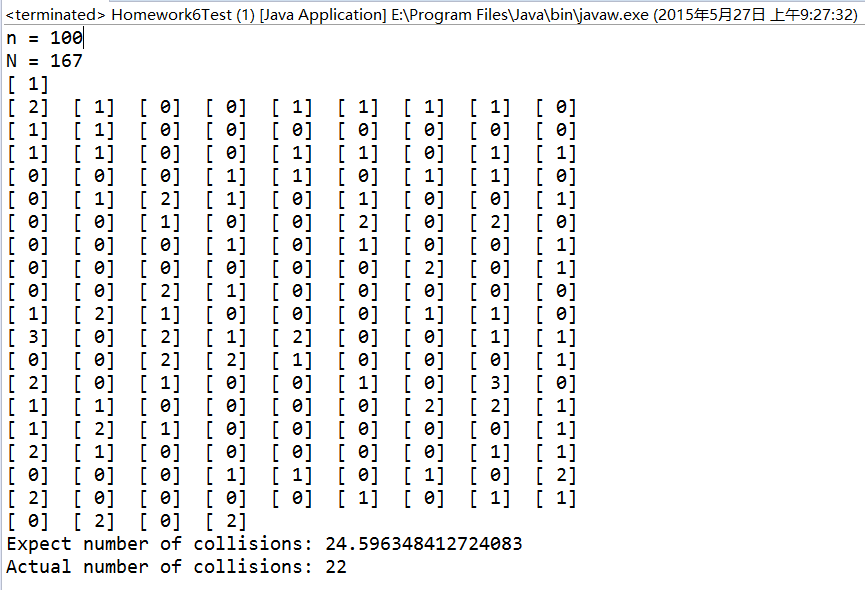 <terminated> Homework6Test (1) [Java Application] E:\Program Files\Java\bin\javaw.exe (2015年5月27日 上午9:27:32)
n = 100
N = 167
[ 1]
[ 2] [ 1] [ 0] [ 0] [ 1] [ 1] [ 1] [ 1] [ 0]
[ 1] [ 1] [ 0] [ 0] [ 0] [ 0] [ 0] [ 0] [ 0]
[ 1] [ 1] [ 0] [ 0] [ 1] [ 1] [ 0] [ 1] [ 1]
[ 0] [ 0] [ 0] [ 1] [ 1] [ 0] [ 1] [ 1] [ 0]
[ 0] [ 1] [ 2] [ 1] [ 0] [ 1] [ 0] [ 0] [ 1]
[ 0] [ 0] [ 1] [ 0] [ 0] [ 2] [ 0] [ 2] [ 0]
[ 0] [ 0] [ 0] [ 1] [ 0] [ 1] [ 0] [ 0] [ 1]
[ 0] [ 0] [ 0] [ 0] [ 0] [ 0] [ 2] [ 0] [ 1]
[ 0] [ 0] [ 2] [ 1] [ 0] [ 0] [ 0] [ 0] [ 0]
[ 1] [ 2] [ 1] [ 0] [ 0] [ 0] [ 1] [ 1] [ 0]
[ 3] [ 0] [ 2] [ 1] [ 2] [ 0] [ 0] [ 1] [ 1]
[ 0] [ 0] [ 2] [ 2] [ 1] [ 0] [ 0] [ 0] [ 1]
[ 2] [ 0] [ 1] [ 0] [ 0] [ 1] [ 0] [ 3] [ 0]
[ 1] [ 1] [ 0] [ 0] [ 0] [ 0] [ 2] [ 2] [ 1]
[ 1] [ 2] [ 1] [ 0] [ 0] [ 0] [ 0] [ 0] [ 1]
[ 2] [ 1] [ 0] [ 0] [ 0] [ 0] [ 0] [ 1] [ 1]
[ 0] [ 0] [ 0] [ 1] [ 1] [ 0] [ 1] [ 0] [ 2]
[ 2] [ 0] [ 0] [ 0] [ 0] [ 1] [ 0] [ 1] [ 1]
[ 0] [ 2] [ 0] [ 2]
Expect number of collisions: 24.596348412724083
Actual number of collisions: 22